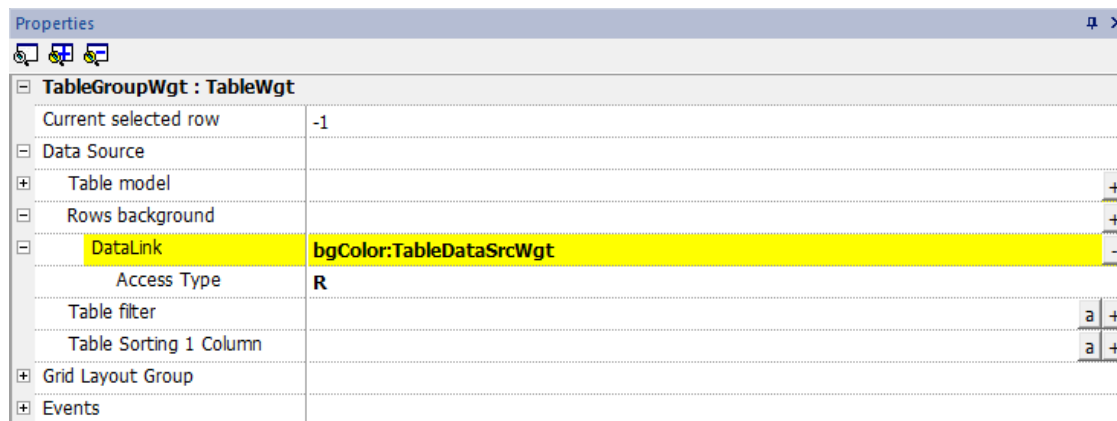 Properties
TableGroupWgt : TableWgt
Current selected row -1
Data Source
Table model +
Rows background +
DataLink bgColor:TableDataSrcWgt -
Access Type R
Table filter a +
Table Sorting 1 Column a +
Grid Layout Group
Events